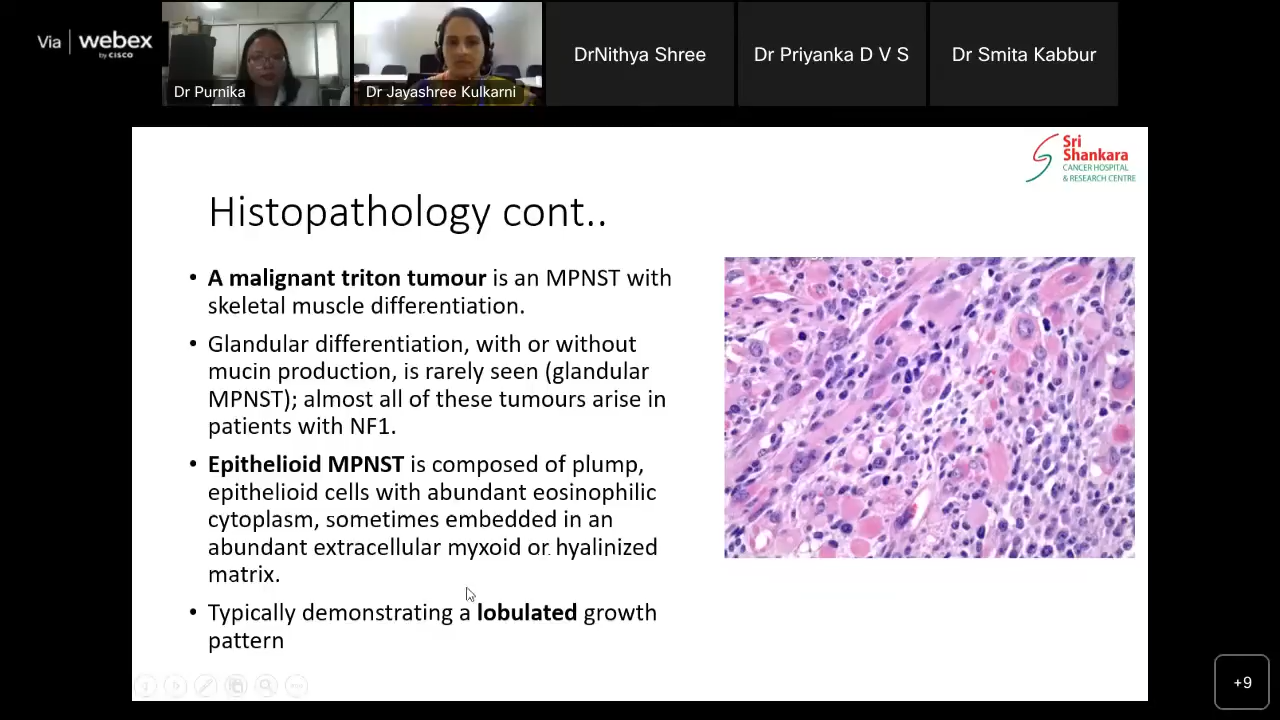 Via webex
by CISCO
Dr Purnika
Dr Jayashree Kulkarni
DrNithya Shree
Dr Priyanka D V S
Dr Smita Kabbur
Sri
Shankara
CANCER HOSPITAL
& RESEARCH CENTRE
Histopathology cont..
• A malignant triton tumour is an MPNST with
skeletal muscle differentiation.
• Glandular differentiation, with or without
mucin production, is rarely seen (glandular
MPNST); almost all of these tumours arise in
patients with NF1.
• Epithelioid MPNST is composed of plump,
epithelioid cells with abundant eosinophilic
cytoplasm, sometimes embedded in an
abundant extracellular myxoid or hyalinized
matrix.
• Typically demonstrating a lobulated growth
pattern
+9